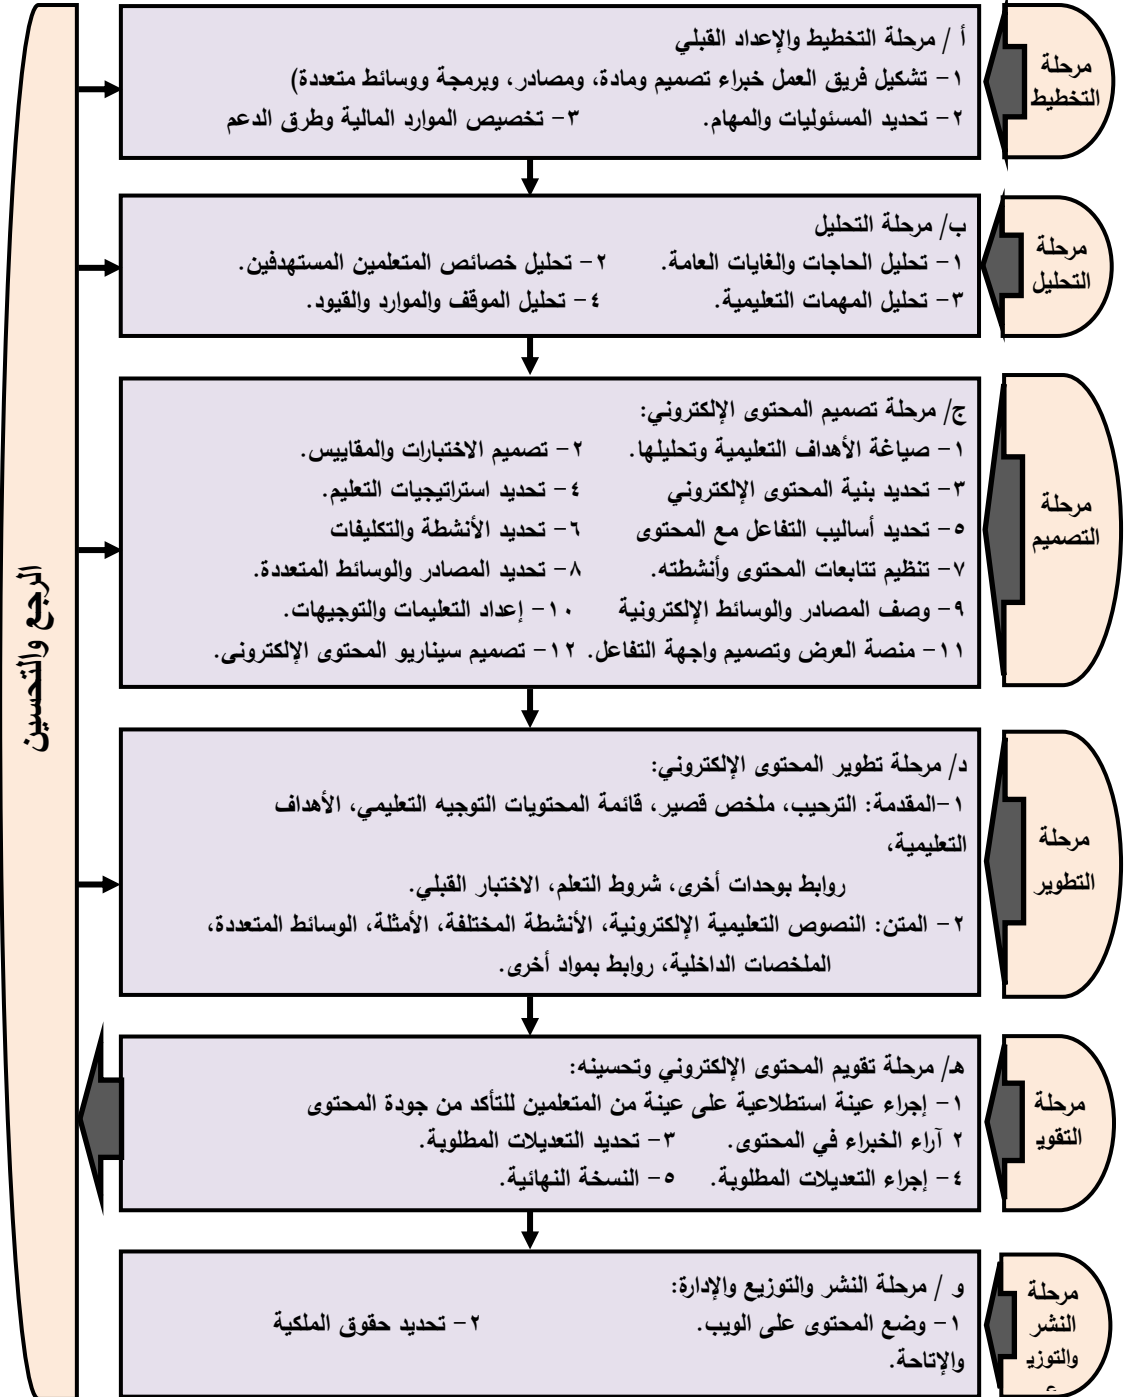 مرحلة
التخطيط
أ / مرحلة التخطيط والإعداد القبلي
١- تشكيل فريق العمل خبراء تصميم ومادة، ومصادر، وبرمجة ووسائط متعددة)
٢- تحديد المسئوليات والمهام. ٣- تخصيص الموارد المالية وطرق الدعم
مرحلة
التحليل
ب/ مرحلة التحليل
١- تحليل الحاجات والغايات العامة. ٢- تحليل خصائص المتعلمين المستهدفين.
٣- تحليل المهمات التعليمية. ٤- تحليل الموقف والموارد والقيود.
مرحلة
التصميم
ج/ مرحلة تصميم المحتوى الإلكتروني:
١- صياغة الأهداف التعليمية وتحليلها. ٢- تصميم الاختبارات والمقاييس.
٣- تحديد بنية المحتوى الإلكتروني ٤- تحديد استراتيجيات التعليم.
٥- تحديد أساليب التفاعل مع المحتوى ٦- تحديد الأنشطة والتكليفات
٧- تنظيم تتابعات المحتوى وأنشطته. ٨- تحديد المصادر والوسائط المتعددة.
٩- وصف المصادر والوسائط الإلكترونية ١٠- إعداد التعليمات والتوجيهات.
١١- منصة العرض وتصميم واجهة التفاعل. ١٢- تصميم سيناريو المحتوى الإلكترونى.
مرحلة
التطوير
د/ مرحلة تطوير المحتوى الإلكتروني:
١-المقدمة: الترحيب، ملخص قصير، قائمة المحتويات التوجيه التعليمي، الأهداف
التعليمية،
روابط بوحدات أخرى، شروط التعلم، الاختبار القبلي.
٢- المتن: النصوص التعليمية الإلكترونية، الأنشطة المختلفة، الأمثلة، الوسائط المتعددة،
الملخصات الداخلية، روابط بمواد أخرى.
مرحلة
التقوي
هـ/ مرحلة تقويم المحتوى الإلكتروني وتحسينه:
١- إجراء عينة استطلاعية على عينة من المتعلمين للتأكد من جودة المحتوى
٢ آراء الخبراء في المحتوى. ٣- تحديد التعديلات المطلوبة.
٤- إجراء التعديلات المطلوبة. ٥- النسخة النهائية.
مرحلة
النشر
والتوزي
و / مرحلة النشر والتوزيع والإدارة:
١- وضع المحتوى على الويب. ٢- تحديد حقوق الملكية
والإتاحة.
الرجع والتحسين